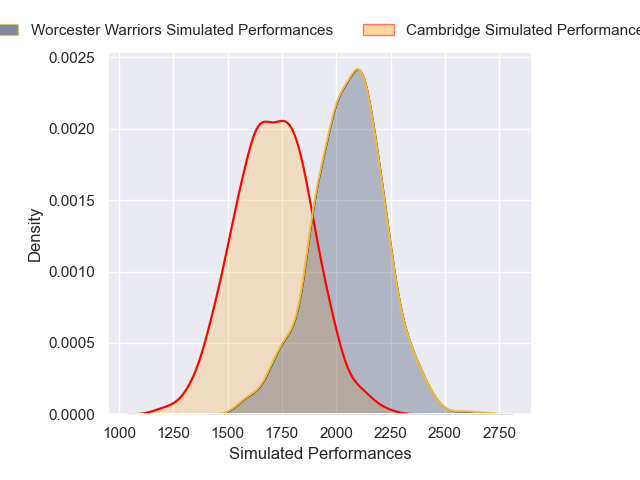 Worcester Warriors Simulated Performances
Cambridge Simulated Performance
0.0025
0.0020
0.0015
0.0010
0.0005
0.0000
Density
1000 1250 1500 1750 2000 2250 2500 2750
Simulated Performances